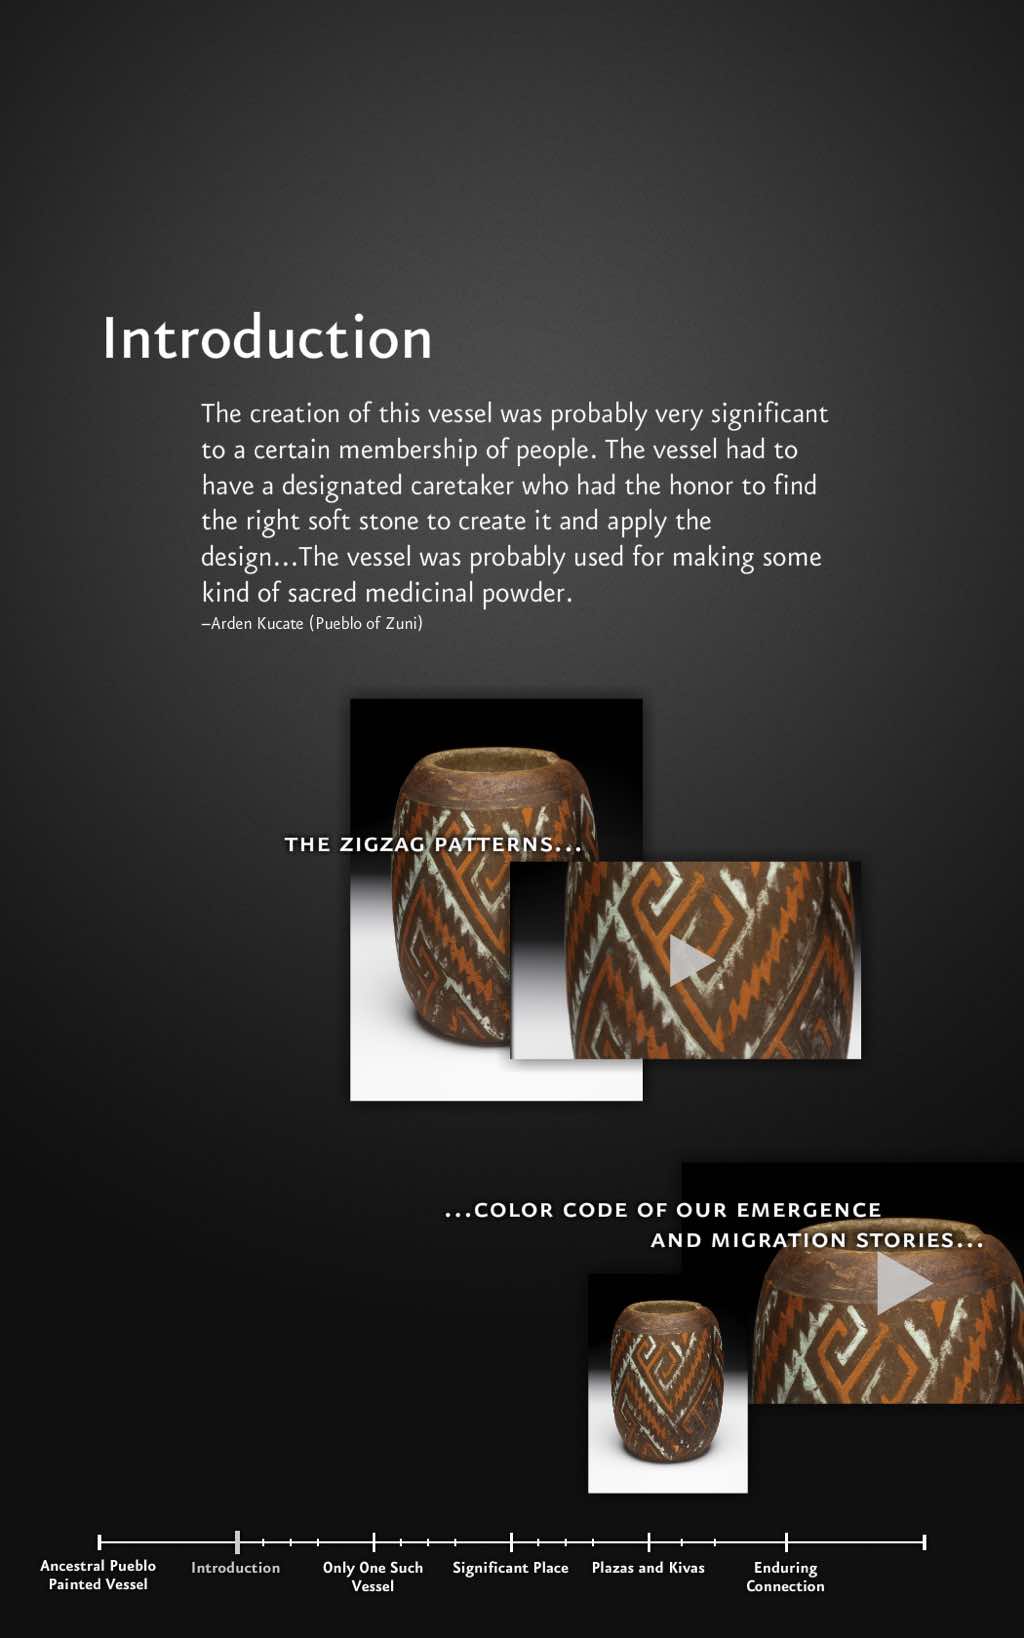 Introduction
The creation of this vessel was probably very significant
to a certain membership of people. The vessel had to
have a designated caretaker who had the honor to find
the right soft stone to create it and apply the
design...The vessel was probably used for making some
kind of sacred medicinal powder.
–Arden Kucate (Pueblo of Zuni)
THE ZIGZAG PATTERNS...
...COLOR CODE OF OUR EMERGENCE
AND MIGRATION STORIES...
Ancestral Pueblo
Painted Vessel
Introduction
Only One Such
Vessel
Significant Place
Plazas and Kivas
Enduring
Connection